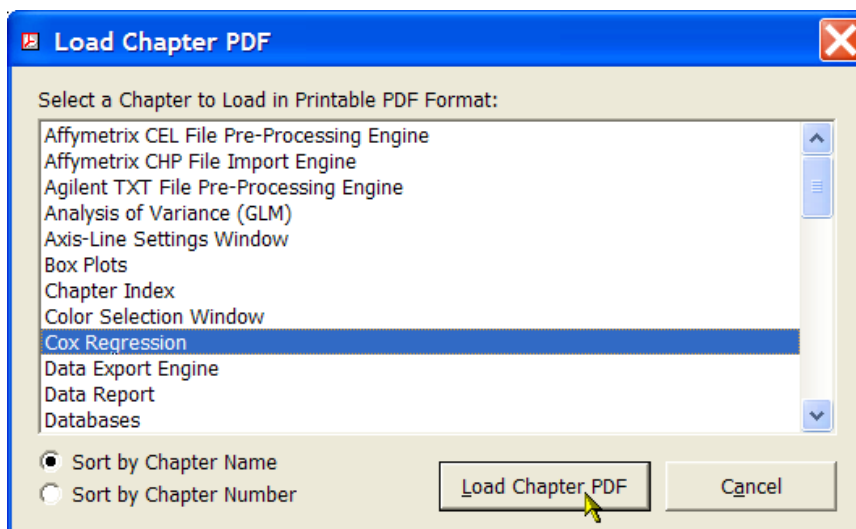 Load Chapter PDF
Select a Chapter to Load in Printable PDF Format:
Affymetrix CEL File Pre-Processing Engine
Affymetrix CHP File Import Engine
Agilent TXT File Pre-Processing Engine
Analysis of Variance (GLM)
Axis-Line Settings Window
Box Plots
Chapter Index
Color Selection Window
Cox Regression
Data Export Engine
Data Report
Databases
Sort by Chapter Name
Sort by Chapter Number
Load Chapter PDF
Cancel